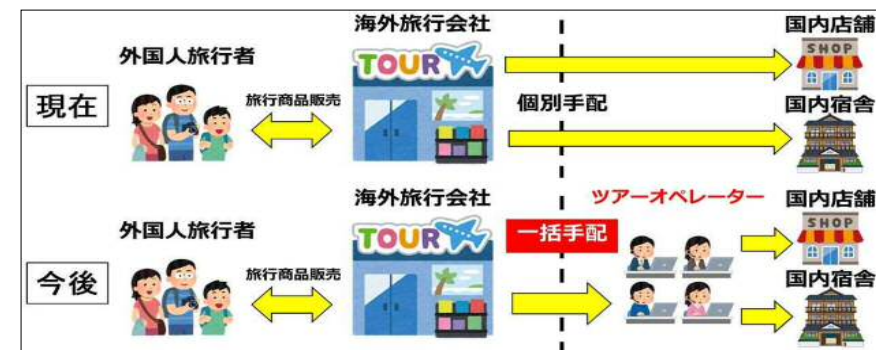 海外旅行会社
国内店舗
外国人旅行者
TOUR
SHOP
現在
旅行商品販売
個別手配
国内宿舎
海外旅行会社
ツアーオペレーター
国内店舗
外国人旅行者
TOUR
一括手配
SHOP
今後
旅行商品販売
国内宿舎